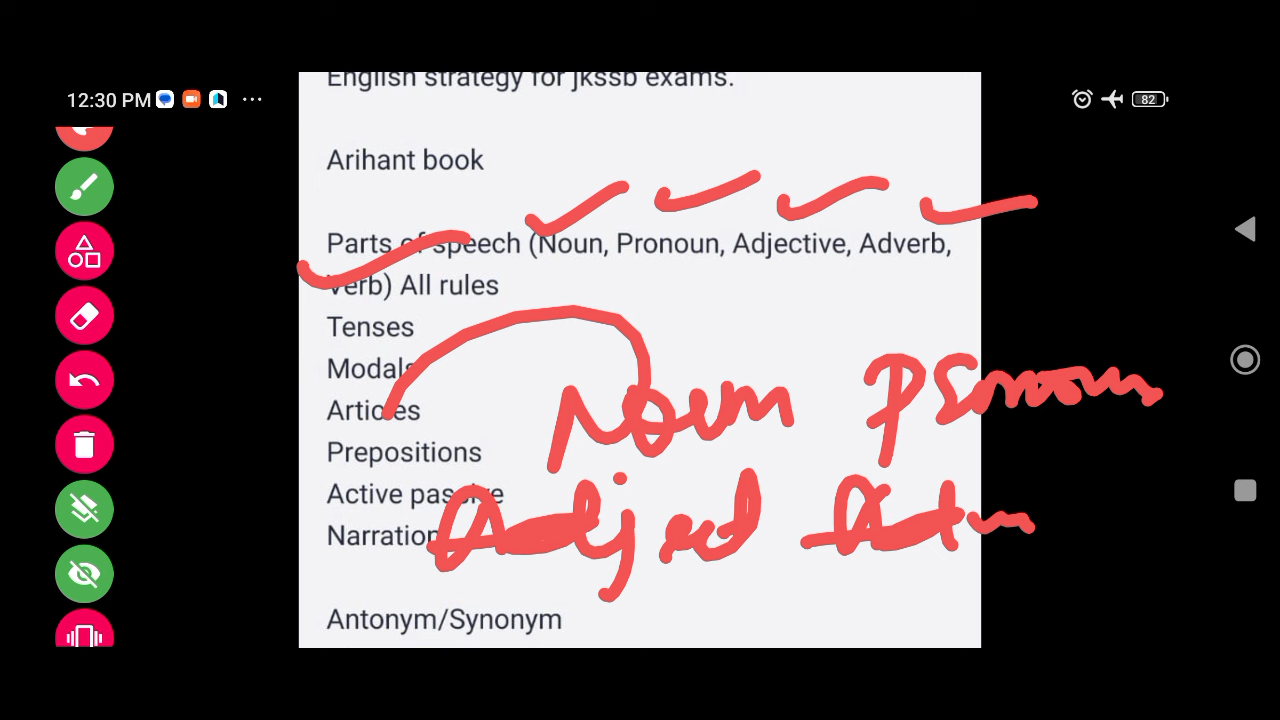 12:30 PM
82
English strategy for jkssb exams.
Arihant book
Parts of speech (Noun, Pronoun, Adjective, Adverb,
Verb) All rules
Tenses
Modals
Articles
Noun
Prepositions
Active passive
Adject
Narration
Antonym/Synonym